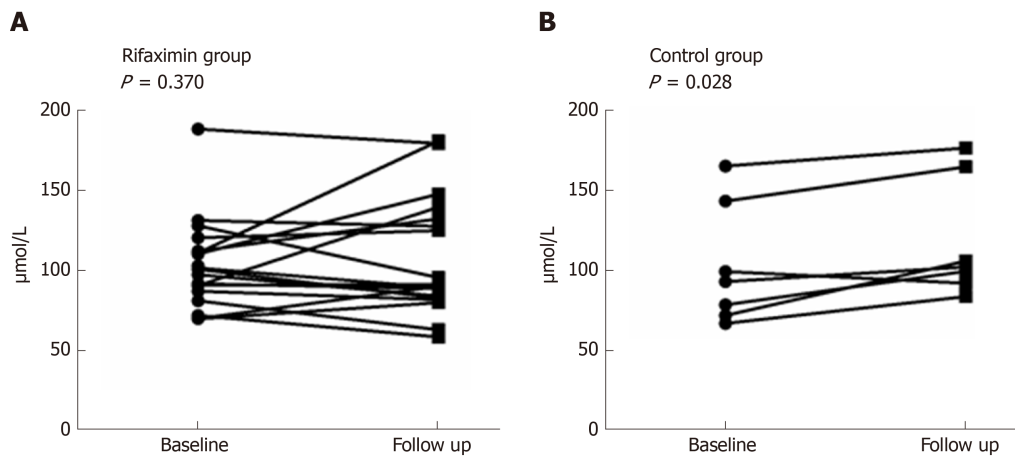 A
Rifaximin group
P = 0.370
200
150
100
50
0
µmol/L
Baseline
Follow up
B
Control group
P = 0.028
200
150
100
50
0
µmol/L
Baseline
Follow up